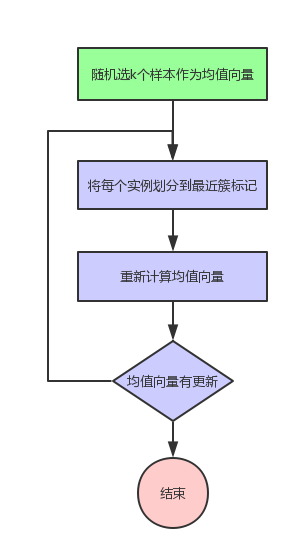 随机选k个样本作为均值向量
将每个实例划分到最近簇标记
重新计算均值向量
均值向量有更新
结束